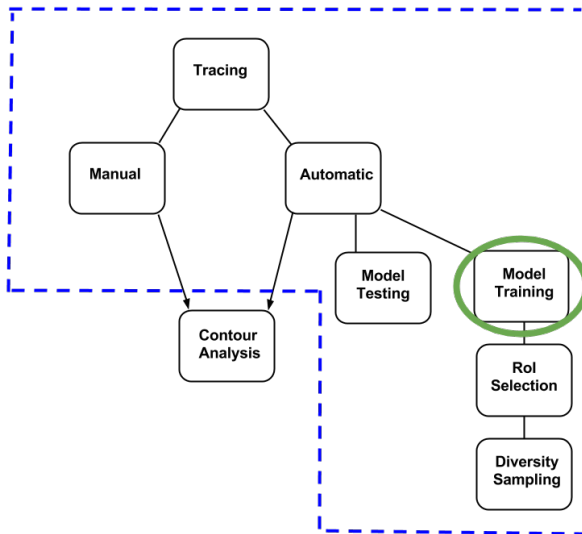 Tracing
Manual
Automatic
Model
Testing
Model
Training
Contour
Analysis
RoI
Selection
Diversity
Sampling